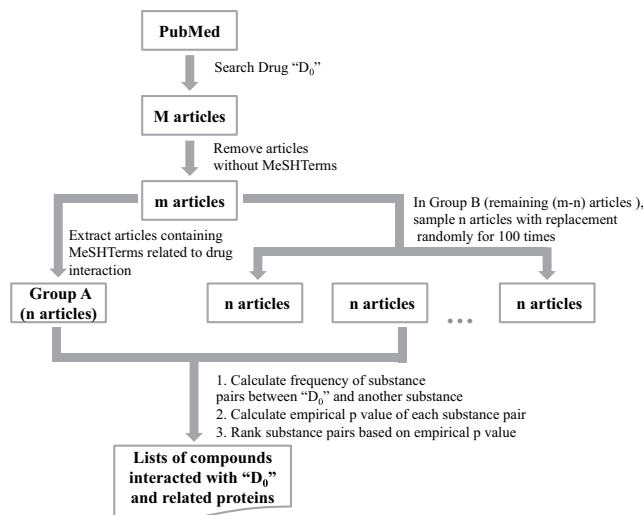 PubMed
Search Drug “D₀”
M articles
Remove articles
without MeSHTerms
m articles
In Group B (remaining (m-n) articles ),
sample n articles with replacement
randomly for 100 times
Extract articles containing
MeSHTerms related to drug
interaction
Group A
(n articles)
n articles
n articles
...
n articles
1. Calculate frequency of substance
pairs between “D₀” and another substance
2. Calculate empirical p value of each substance pair
3. Rank substance pairs based on empirical p value
Lists of compounds
interacted with “D₀”
and related proteins